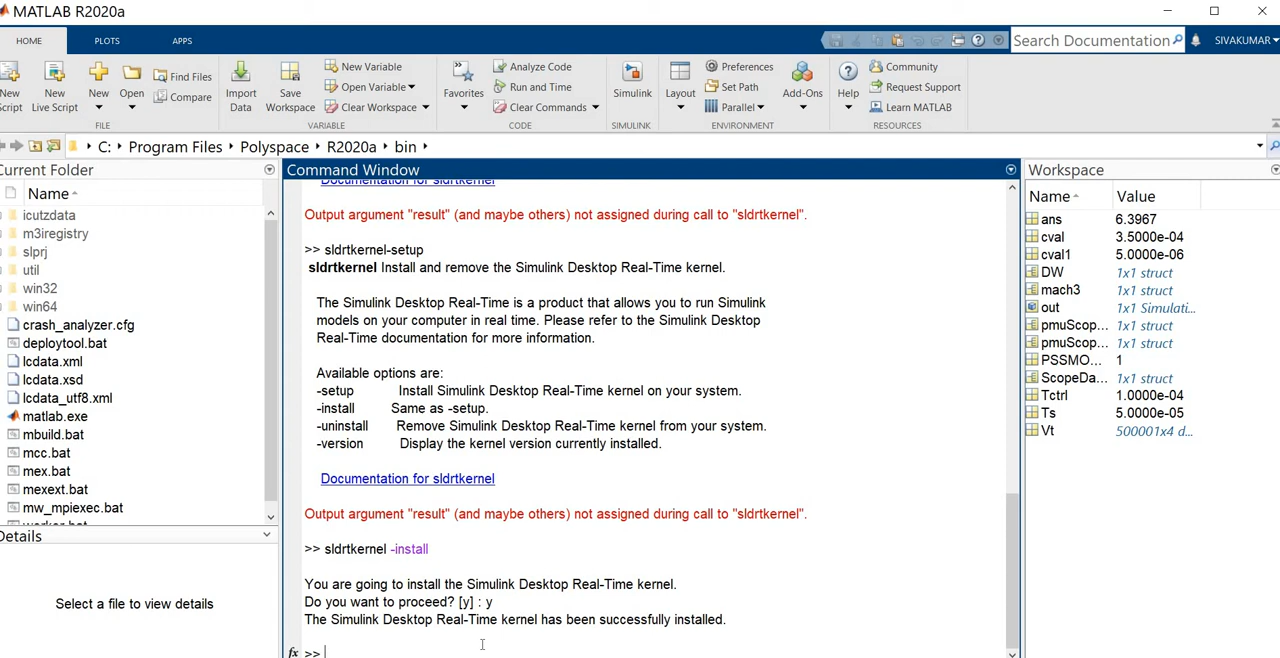 MATLAB R2020a
HOME PLOTS APPS
Search Documentation SIVAKUMAR
New Script
New Live Script
New
Open
Find Files
Compare
FILE
Import Data
Save Workspace
New Variable
Open Variable
Clear Workspace
VARIABLE
Favorites
Analyze Code
Run and Time
Clear Commands
CODE
Simulink
SIMULINK
Layout
Preferences
Set Path
Parallel
Add-Ons
ENVIRONMENT
Help
Community
Request Support
Learn MATLAB
RESOURCES
C: Program Files Polyspace R2020a bin
Current Folder
Name
icutzdata
m3iregistry
slprj
util
win32
win64
crash_analyzer.cfg
deploytool.bat
lcdata.xml
lcdata.xsd
lcdata_utf8.xml
matlab.exe
mbuild.bat
mcc.bat
mex.bat
mexext.bat
mw_mpiexec.bat
worker.bat
Details
Select a file to view details
Command Window
Documentation for sldrtkernel
Output argument "result" (and maybe others) not assigned during call to "sldrtkernel".
>> sldrtkernel-setup
sldrtkernel Install and remove the Simulink Desktop Real-Time kernel.
The Simulink Desktop Real-Time is a product that allows you to run Simulink
models on your computer in real time. Please refer to the Simulink Desktop
Real-Time documentation for more information.
Available options are:
-setup Install Simulink Desktop Real-Time kernel on your system.
-install Same as -setup.
-uninstall Remove Simulink Desktop Real-Time kernel from your system.
-version Display the kernel version currently installed.
Documentation for sldrtkernel
Output argument "result" (and maybe others) not assigned during call to "sldrtkernel".
>> sldrtkernel -install
You are going to install the Simulink Desktop Real-Time kernel.
Do you want to proceed? [y] : y
The Simulink Desktop Real-Time kernel has been successfully installed.
fx >>
Workspace
Name Value
ans 6.3967
cval 3.5000e-04
cval1 5.0000e-06
DW 1x1 struct
mach3 1x1 struct
out 1x1 Simulati...
pmuScop... 1x1 struct
pmuScop... 1x1 struct
PSSMO... 1
ScopeDa... 1x1 struct
Tctrl 1.0000e-04
Ts 5.0000e-05
Vt 500001x4 d...